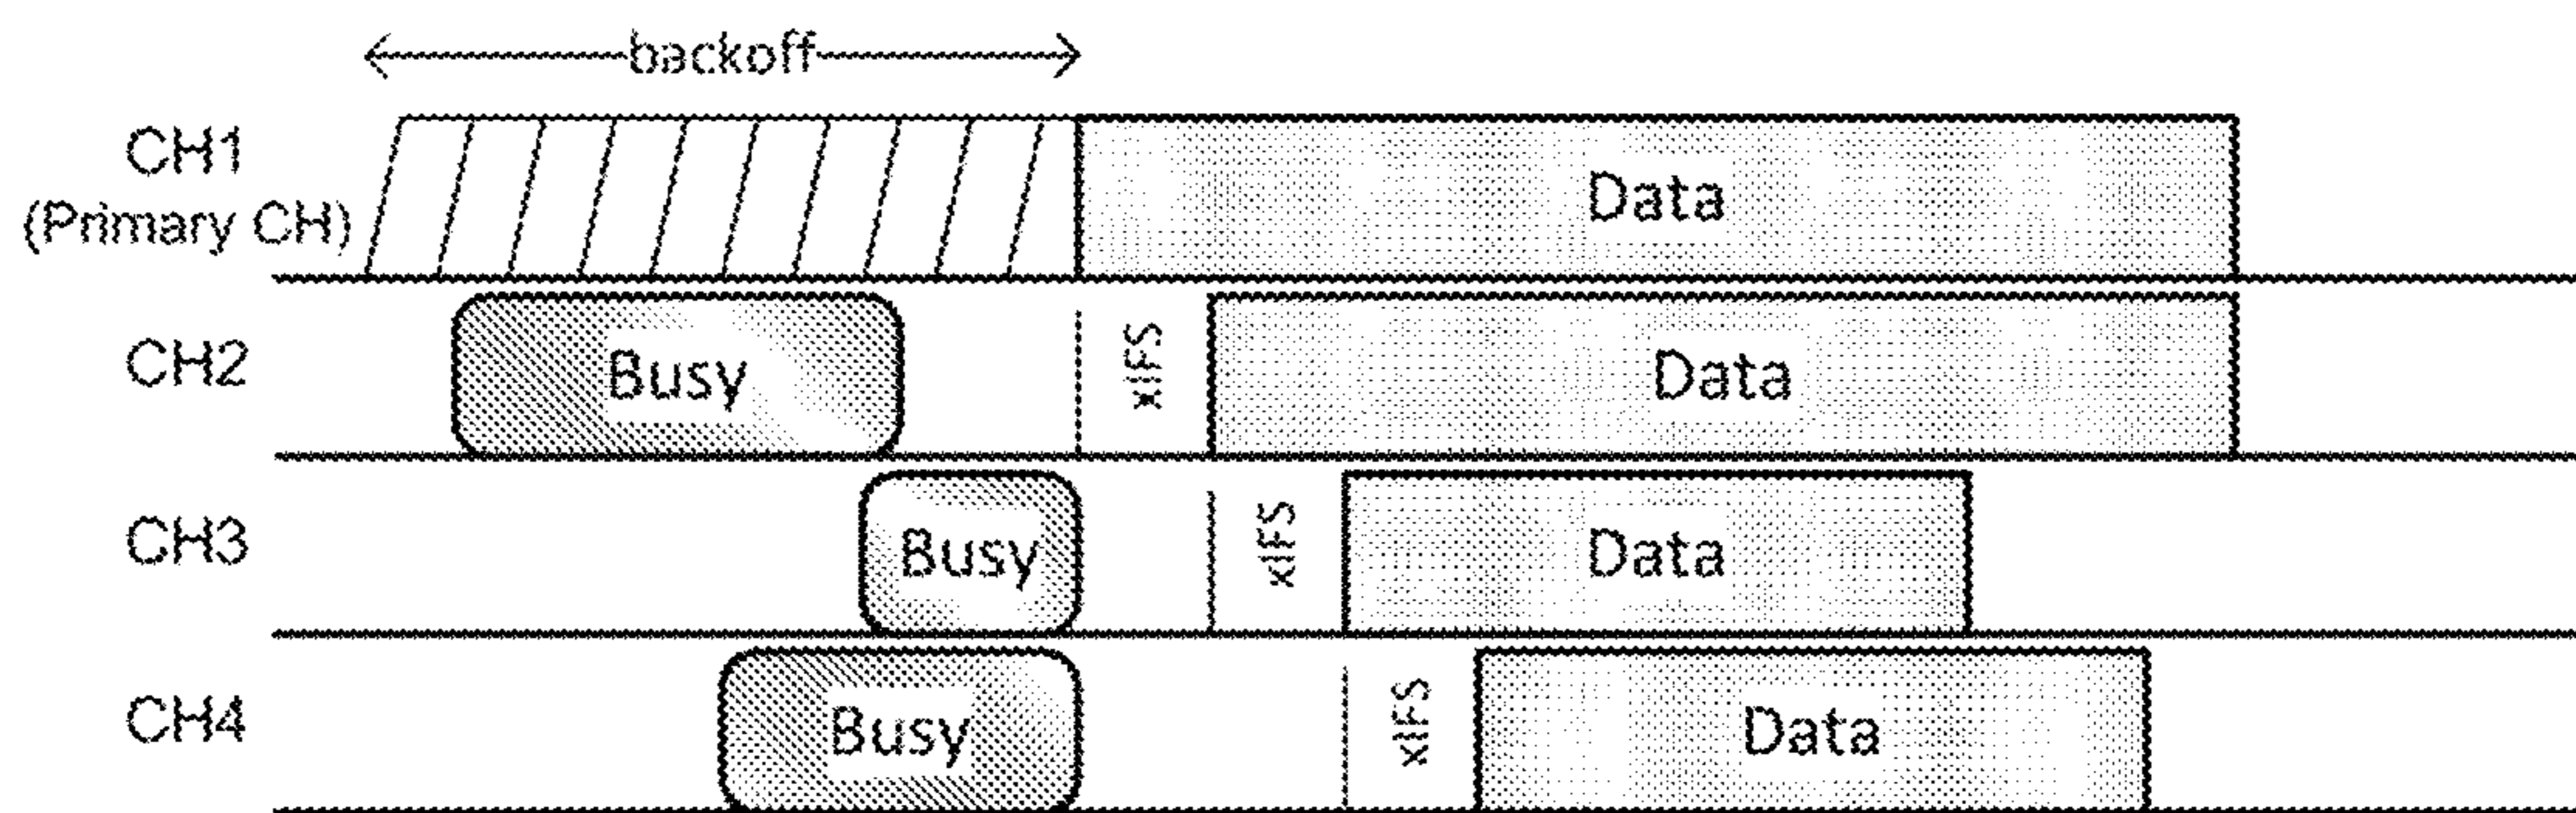 backoff
CH1
(Primary CH)
Data
CH2
Busy
xIFS
Data
CH3
Busy
xIFS
Data
CH4
Busy
xIFS
Data